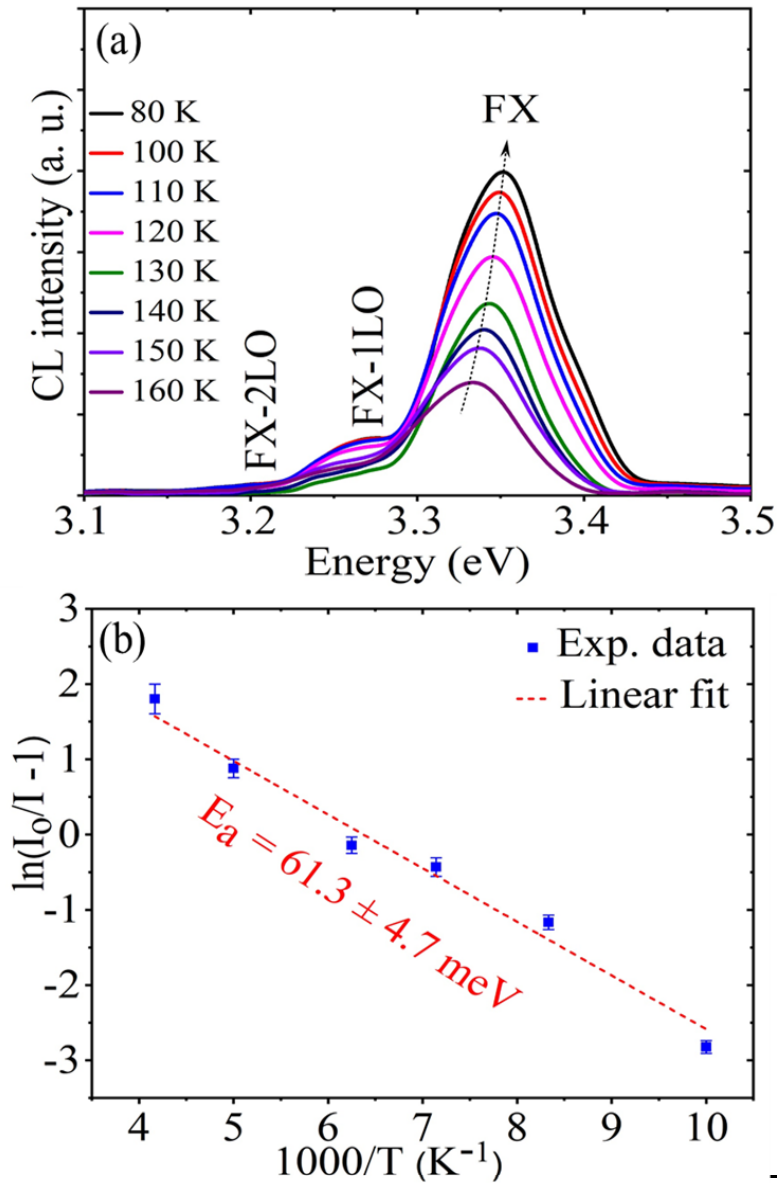 (a)
FX
80 K
100 K
110 K
120 K
130 K
140 K
150 K
160 K
FX-2LO
FX-1LO
CL intensity (a. u.)
3.1 3.2 3.3 3.4 3.5
Energy (eV)
(b)
Exp. data
Linear fit
3
2
1
0
-1
-2
-3
ln(I₀/I -1)
Eₐ = 61.3 ± 4.7 meV
4 5 6 7 8 9 10
1000/T (K⁻¹)